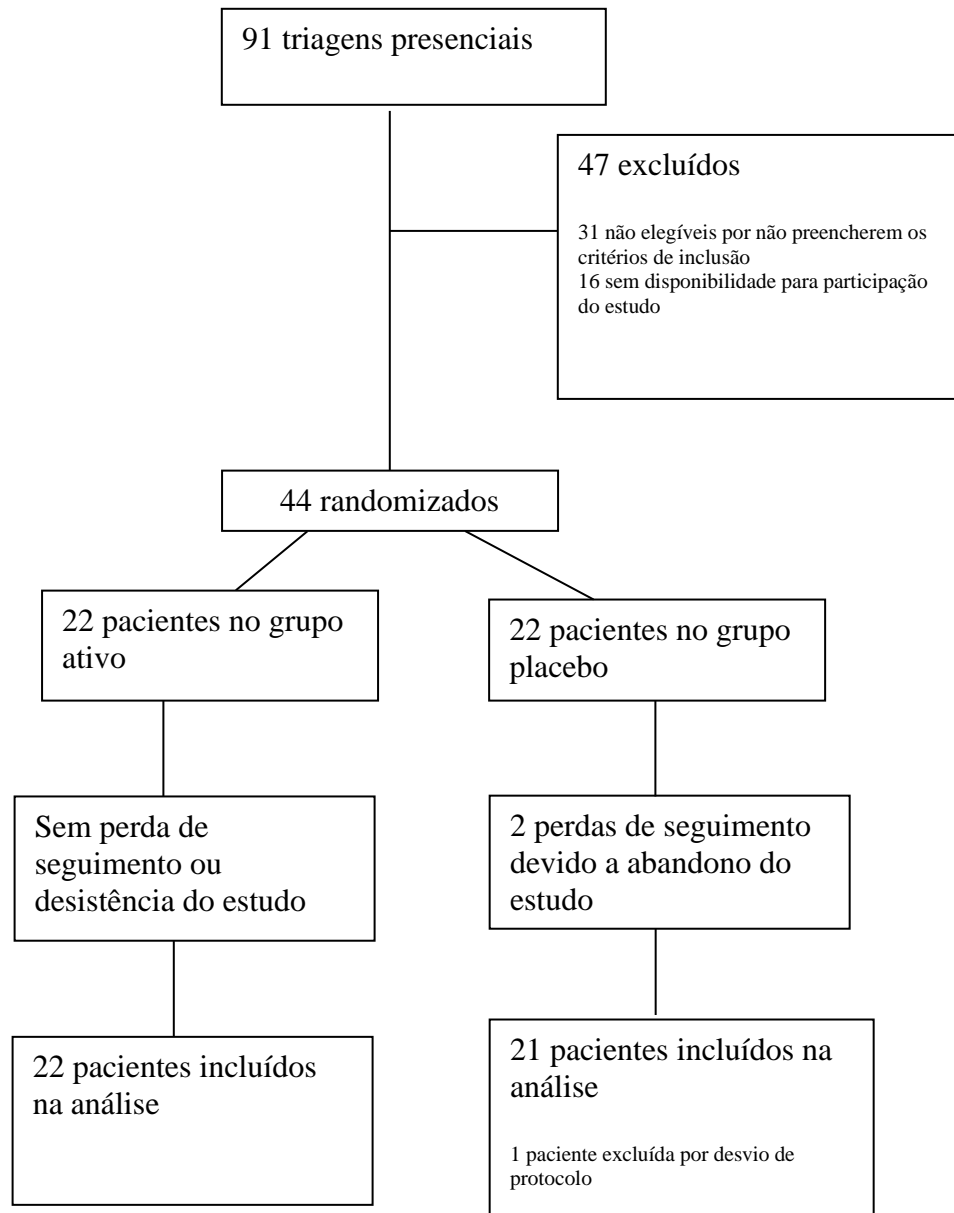 91 triagens presenciais
47 excluídos
31 não elegíveis por não preencherem os
critérios de inclusão
16 sem disponibilidade para participação
do estudo
44 randomizados
22 pacientes no grupo
ativo
22 pacientes no grupo
placebo
Sem perda de
seguimento ou
desistência do estudo
2 perdas de seguimento
devido a abandono do
estudo
22 pacientes incluídos
na análise
21 pacientes incluídos na
análise
1 paciente excluída por desvio de
protocolo